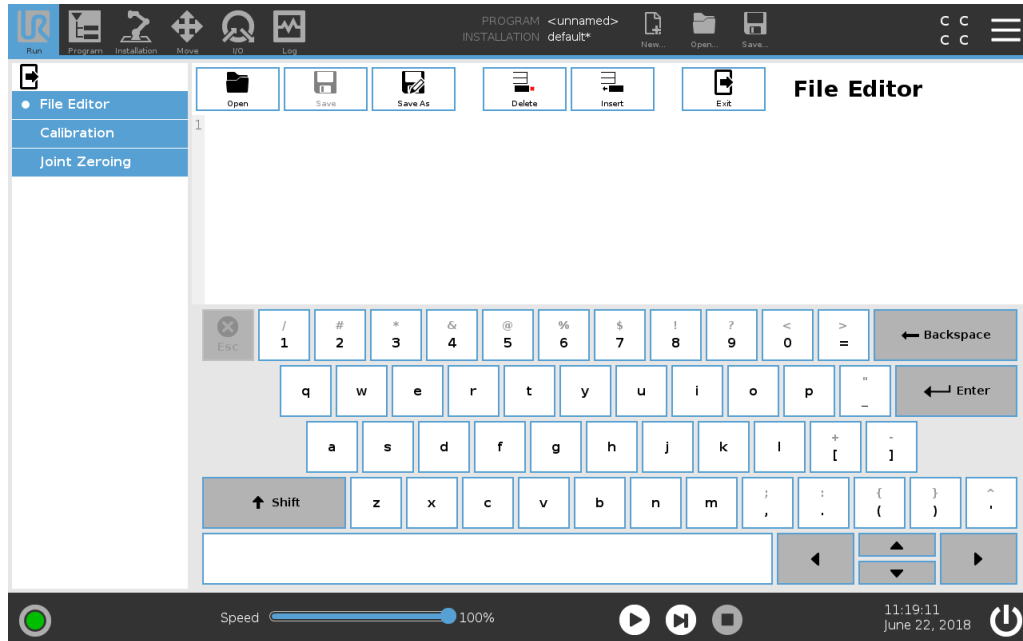 UR
PROGRAM <unnamed>
INSTALLATION default*
C C
C C
Run Program Installation Move I/O Log New... Open... Save...
File Editor
Calibration
Joint Zeroing
Open Save Save As Delete Insert Exit
File Editor
1
/ # * & @ % $ ! ? < >
Esc 1 2 3 4 5 6 7 8 9 0 = Backspace
"
q w e r t y u i o p _ Enter
+ -
a s d f g h j k l [ ]
; : { } ^
Shift z x c v b n m , . ( ) '
Speed 100%
11:19:11
June 22, 2018